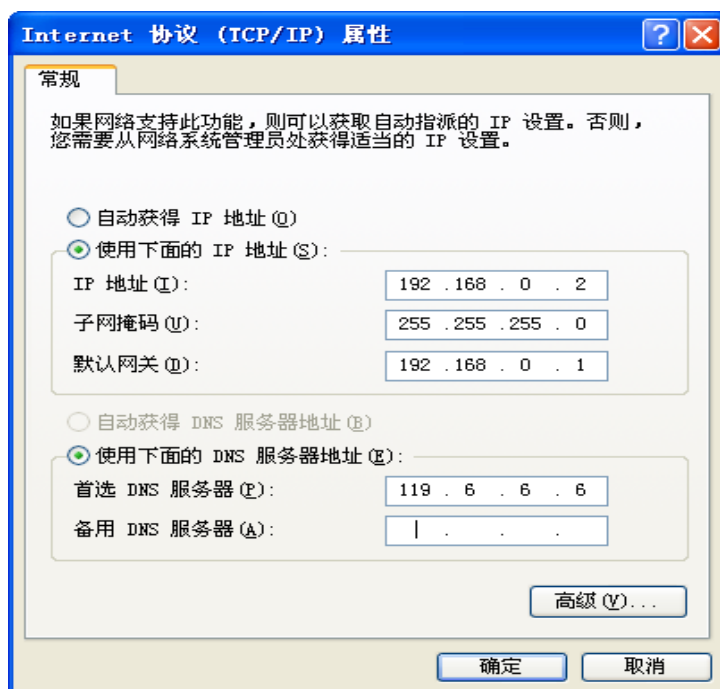 Internet 协议 (TCP/IP) 属性
常规
如果网络支持此功能，则可以获取自动指派的 IP 设置。否则，
您需要从网络系统管理员处获得适当的 IP 设置。
自动获得 IP 地址(O)
使用下面的 IP 地址(S):
IP 地址(I): 192 .168 . 0 . 2
子网掩码(U): 255 .255 .255 . 0
默认网关(D): 192 .168 . 0 . 1
自动获得 DNS 服务器地址(B)
使用下面的 DNS 服务器地址(E):
首选 DNS 服务器(P): 119 . 6 . 6 . 6
备用 DNS 服务器(A): . . .
高级(V)...
确定 取消